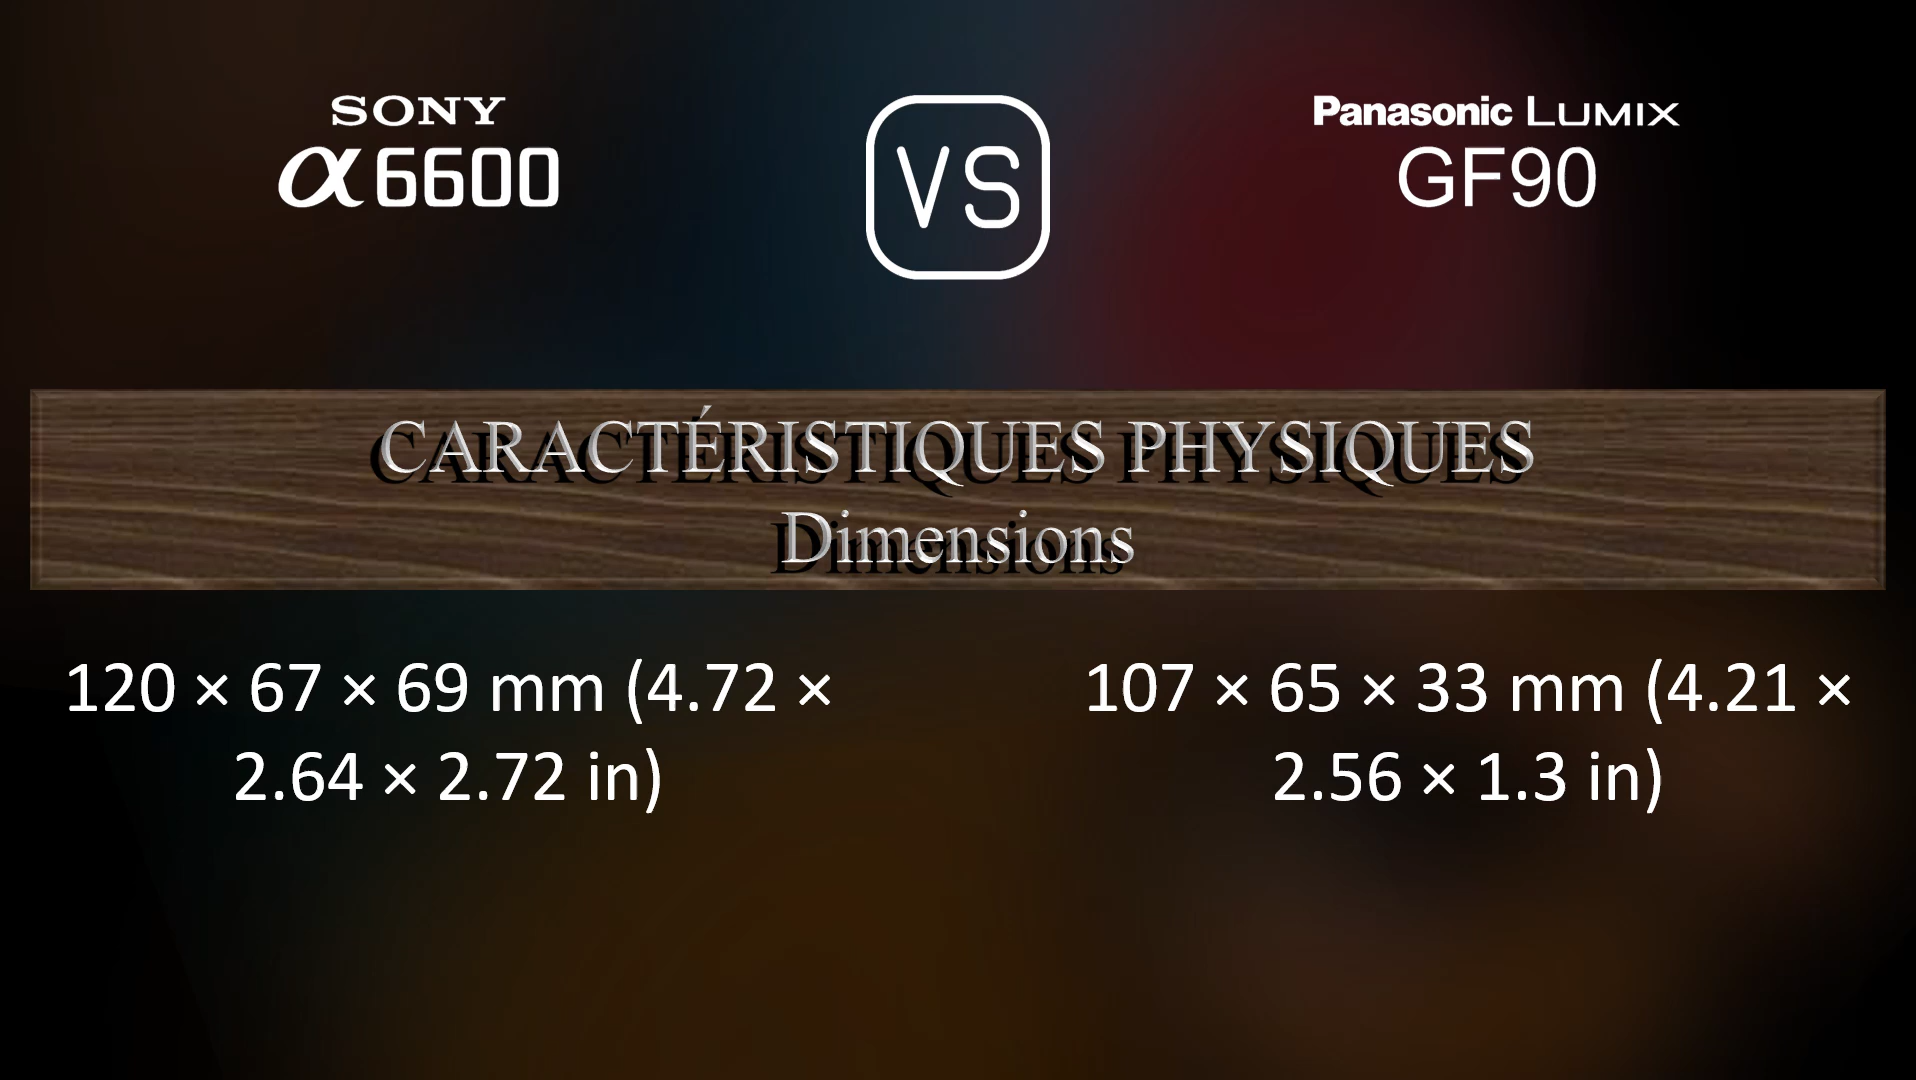 SONY
α6600
VS
Panasonic LUMIX
GF90
CARACTÉRISTIQUES PHYSIQUES
Dimensions
120 × 67 × 69 mm (4.72 ×
2.64 × 2.72 in)
107 × 65 × 33 mm (4.21 ×
2.56 × 1.3 in)